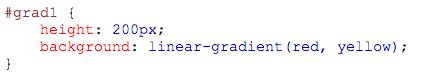 #grad1 {
    height: 200px;
    background: linear-gradient(red, yellow);
}